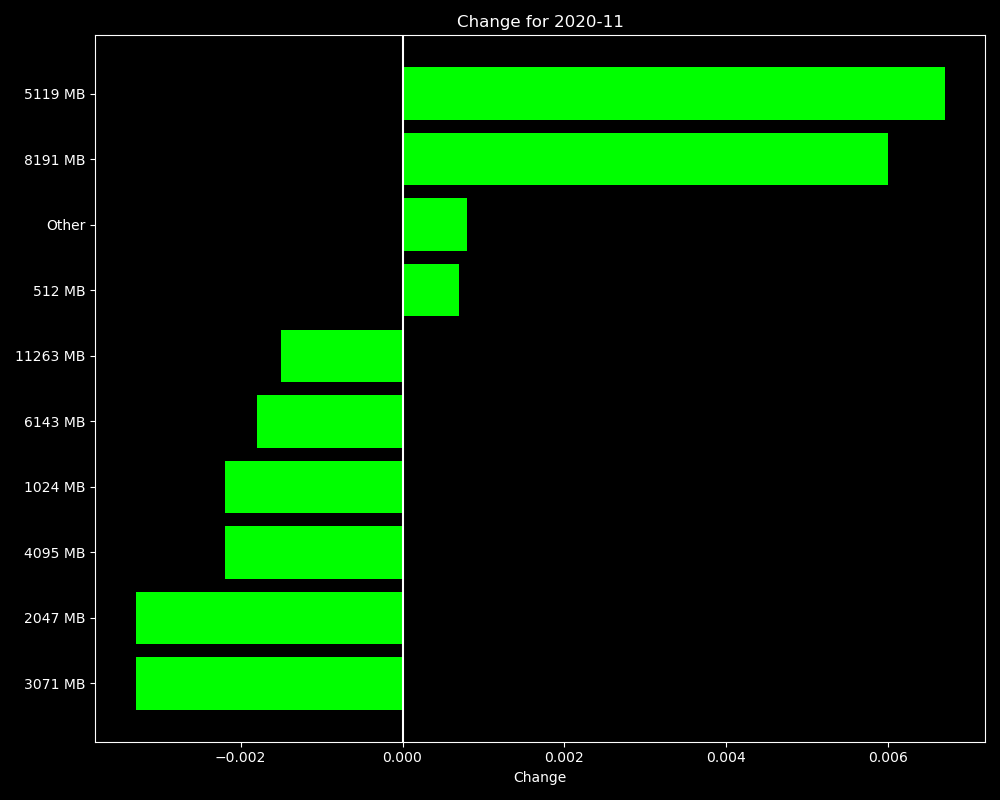 Change for 2020-11
5119 MB
8191 MB
Other
512 MB
11263 MB
6143 MB
1024 MB
4095 MB
2047 MB
3071 MB
−0.002 0.000 0.002 0.004 0.006
Change